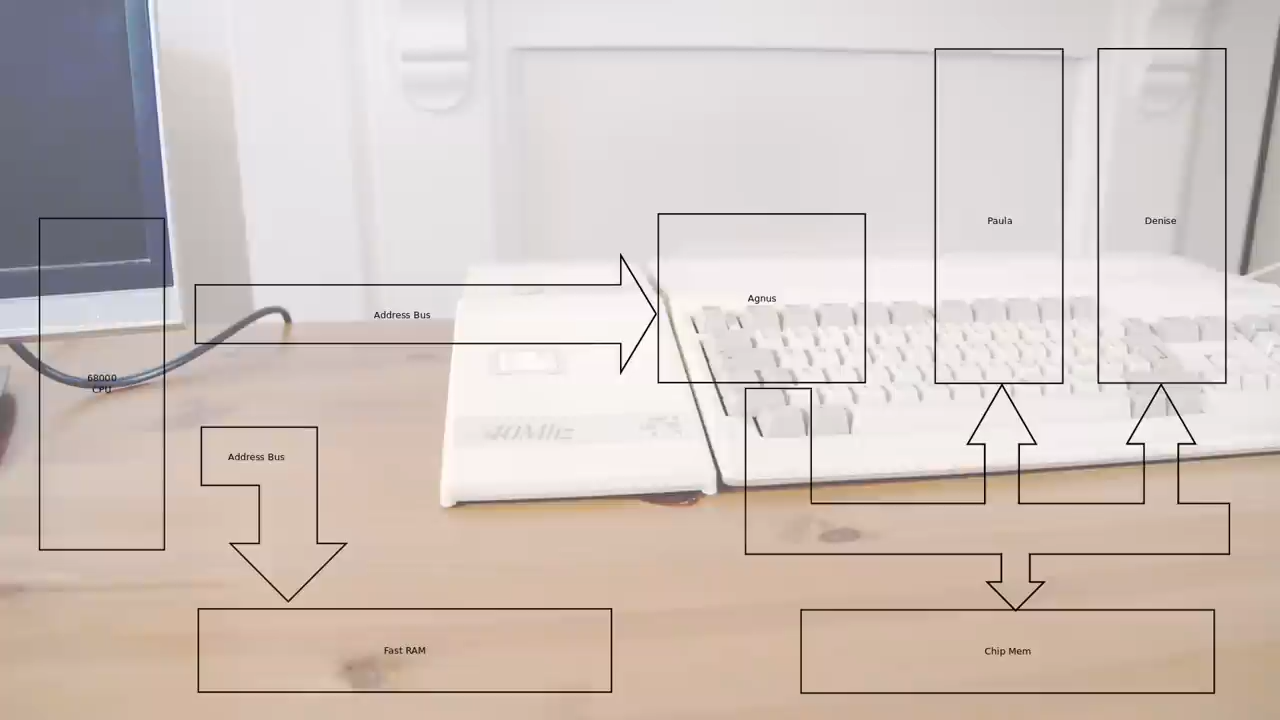 Paula
Denise
Agnus
Address Bus
68000
CPU
Address Bus
Fast RAM
Chip Mem